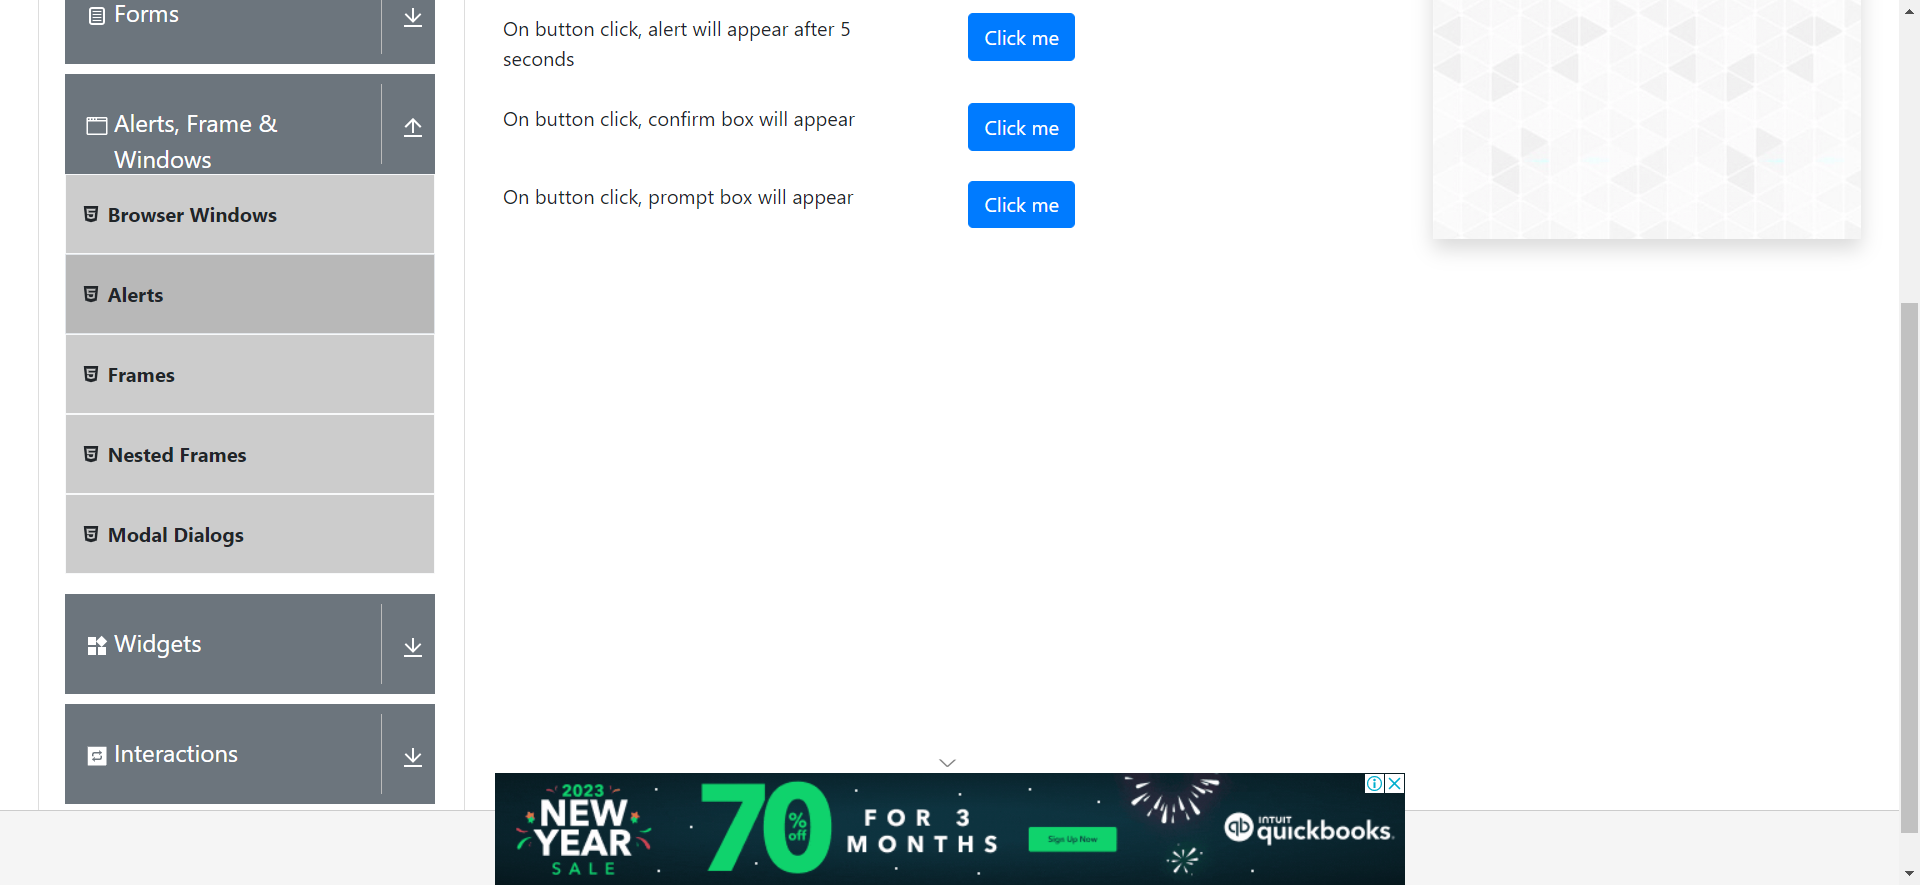 Forms
Alerts, Frame &
Windows
Browser Windows
Alerts
Frames
Nested Frames
Modal Dialogs
Widgets
Interactions
On button click, alert will appear after 5
seconds
Click me
On button click, confirm box will appear
Click me
On button click, prompt box will appear
Click me
2023
NEW
YEAR
SALE
70
%
off
FOR 3
MONTHS
Sign Up Now
qb
INTUIT
quickbooks.